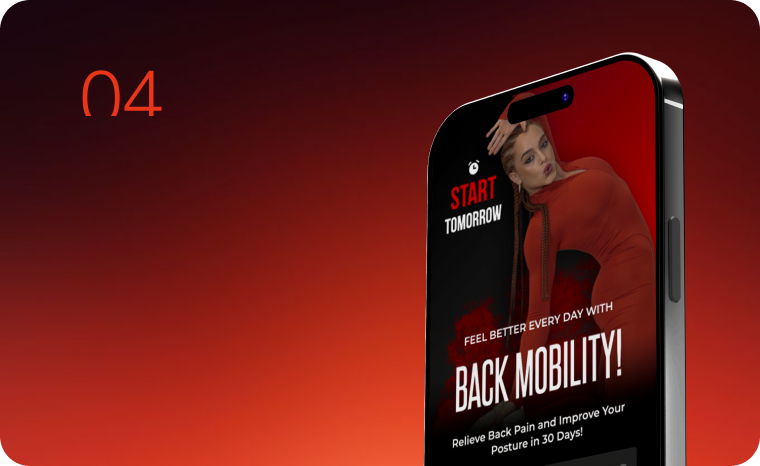 04
START
TOMORROW
FEEL BETTER EVERY DAY WITH
BACK MOBILITY!
Relieve Back Pain and Improve Your
Posture in 30 Days!